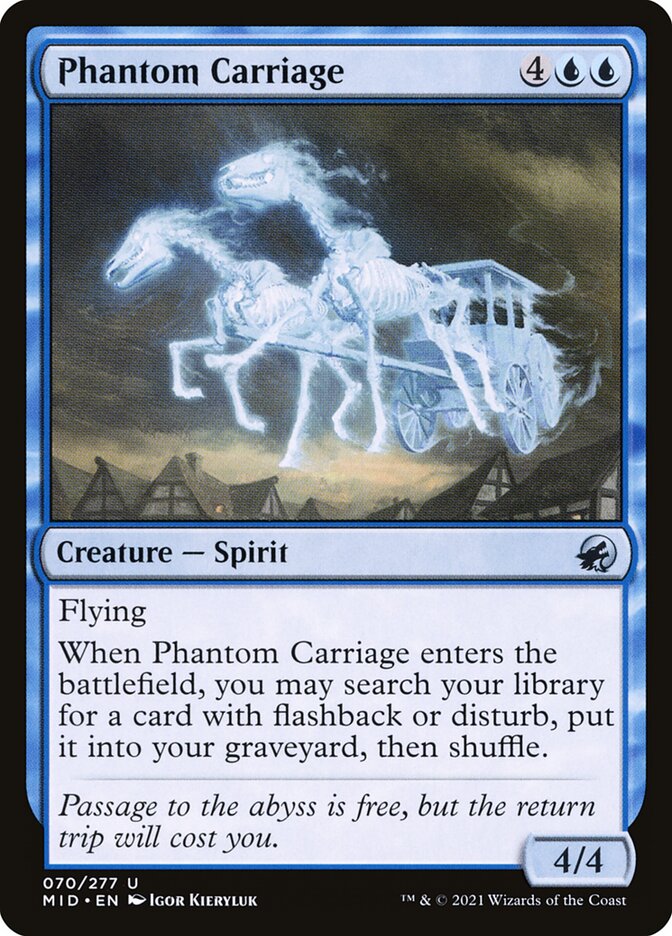 Phantom Carriage 4
Creature — Spirit
Flying
When Phantom Carriage enters the
battlefield, you may search your library
for a card with flashback or disturb, put
it into your graveyard, then shuffle.
Passage to the abyss is free, but the return
trip will cost you.
4/4
070/277 U
MID • EN Igor Kieryluk
™ & © 2021 Wizards of the Coast